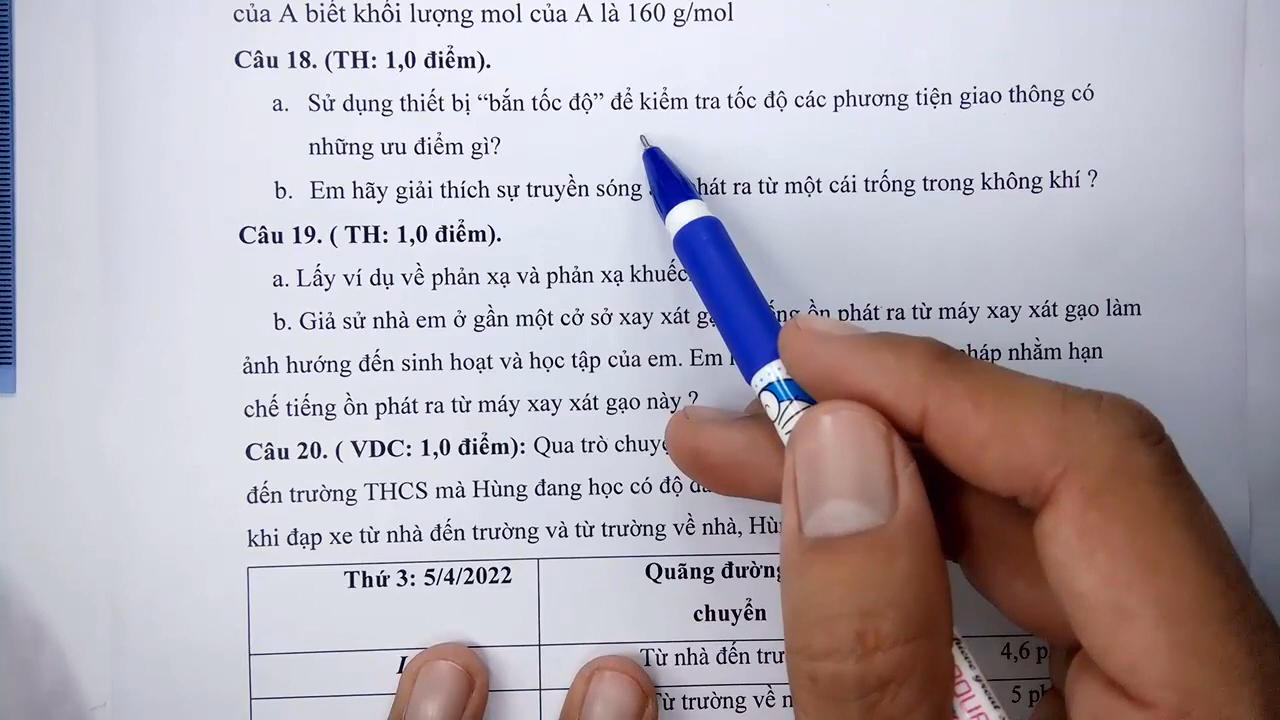 của A biết khối lượng mol của A là 160 g/mol
Câu 18. (TH: 1,0 điểm).
a. Sử dụng thiết bị “bắn tốc độ” để kiểm tra tốc độ các phương tiện giao thông có
những ưu điểm gì?
b. Em hãy giải thích sự truyền sóng phát ra từ một cái trống trong không khí ?
Câu 19. ( TH: 1,0 điểm).
a. Lấy ví dụ về phản xạ và phản xạ
b. Giả sử nhà em ở gần một cở sở xay xát ồn phát ra từ máy xay xát gạo làm
ảnh hướng đến sinh hoạt và học tập của em. Em pháp nhằm hạn
chế tiếng ồn phát ra từ máy xay xát gạo này ?
Câu 20. ( VDC: 1,0 điểm): Qua trò
đến trường THCS mà Hùng đang học có độ
khi đạp xe từ nhà đến trường và từ trường về nhà,
Thứ 3: 5/4/2022 Quãng đường
chuyển
Từ nhà đến 4,6
Từ trường về 5